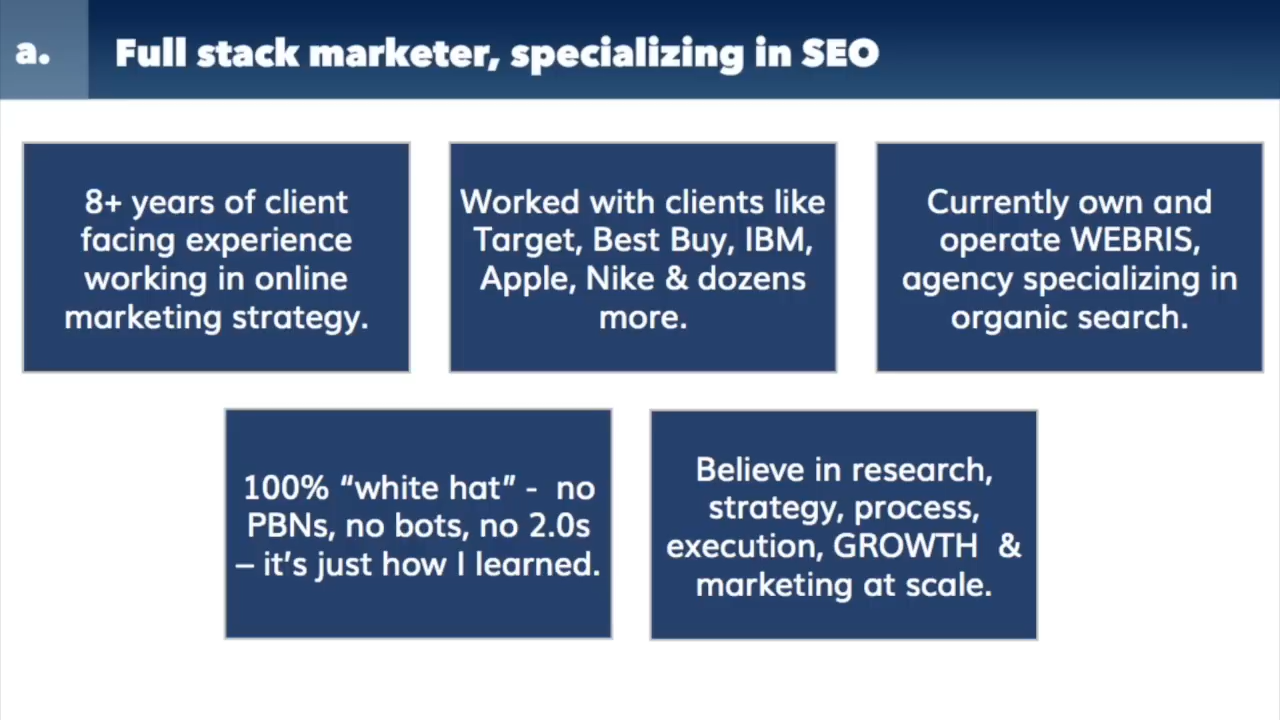 a.
Full stack marketer, specializing in SEO
8+ years of client
facing experience
working in online
marketing strategy.
Worked with clients like
Target, Best Buy, IBM,
Apple, Nike & dozens
more.
Currently own and
operate WEBRIS,
agency specializing in
organic search.
100% “white hat” -  no
PBNs, no bots, no 2.0s
– it’s just how I learned.
Believe in research,
strategy, process,
execution, GROWTH  &
marketing at scale.